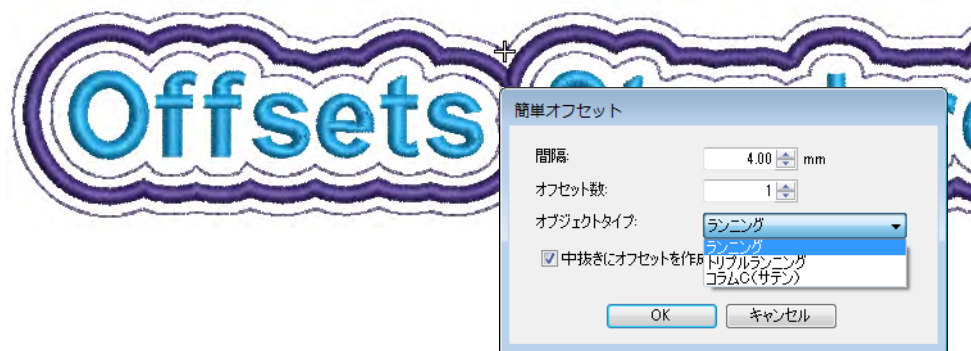 Offsets
簡単オフセット
間隔: 4.00 mm
オフセット数: 1
オブジェクトタイプ: ランニング
ランニング
トリプルランニング
コラムC(サテン)
中抜きにオフセットを作
OK キャンセル